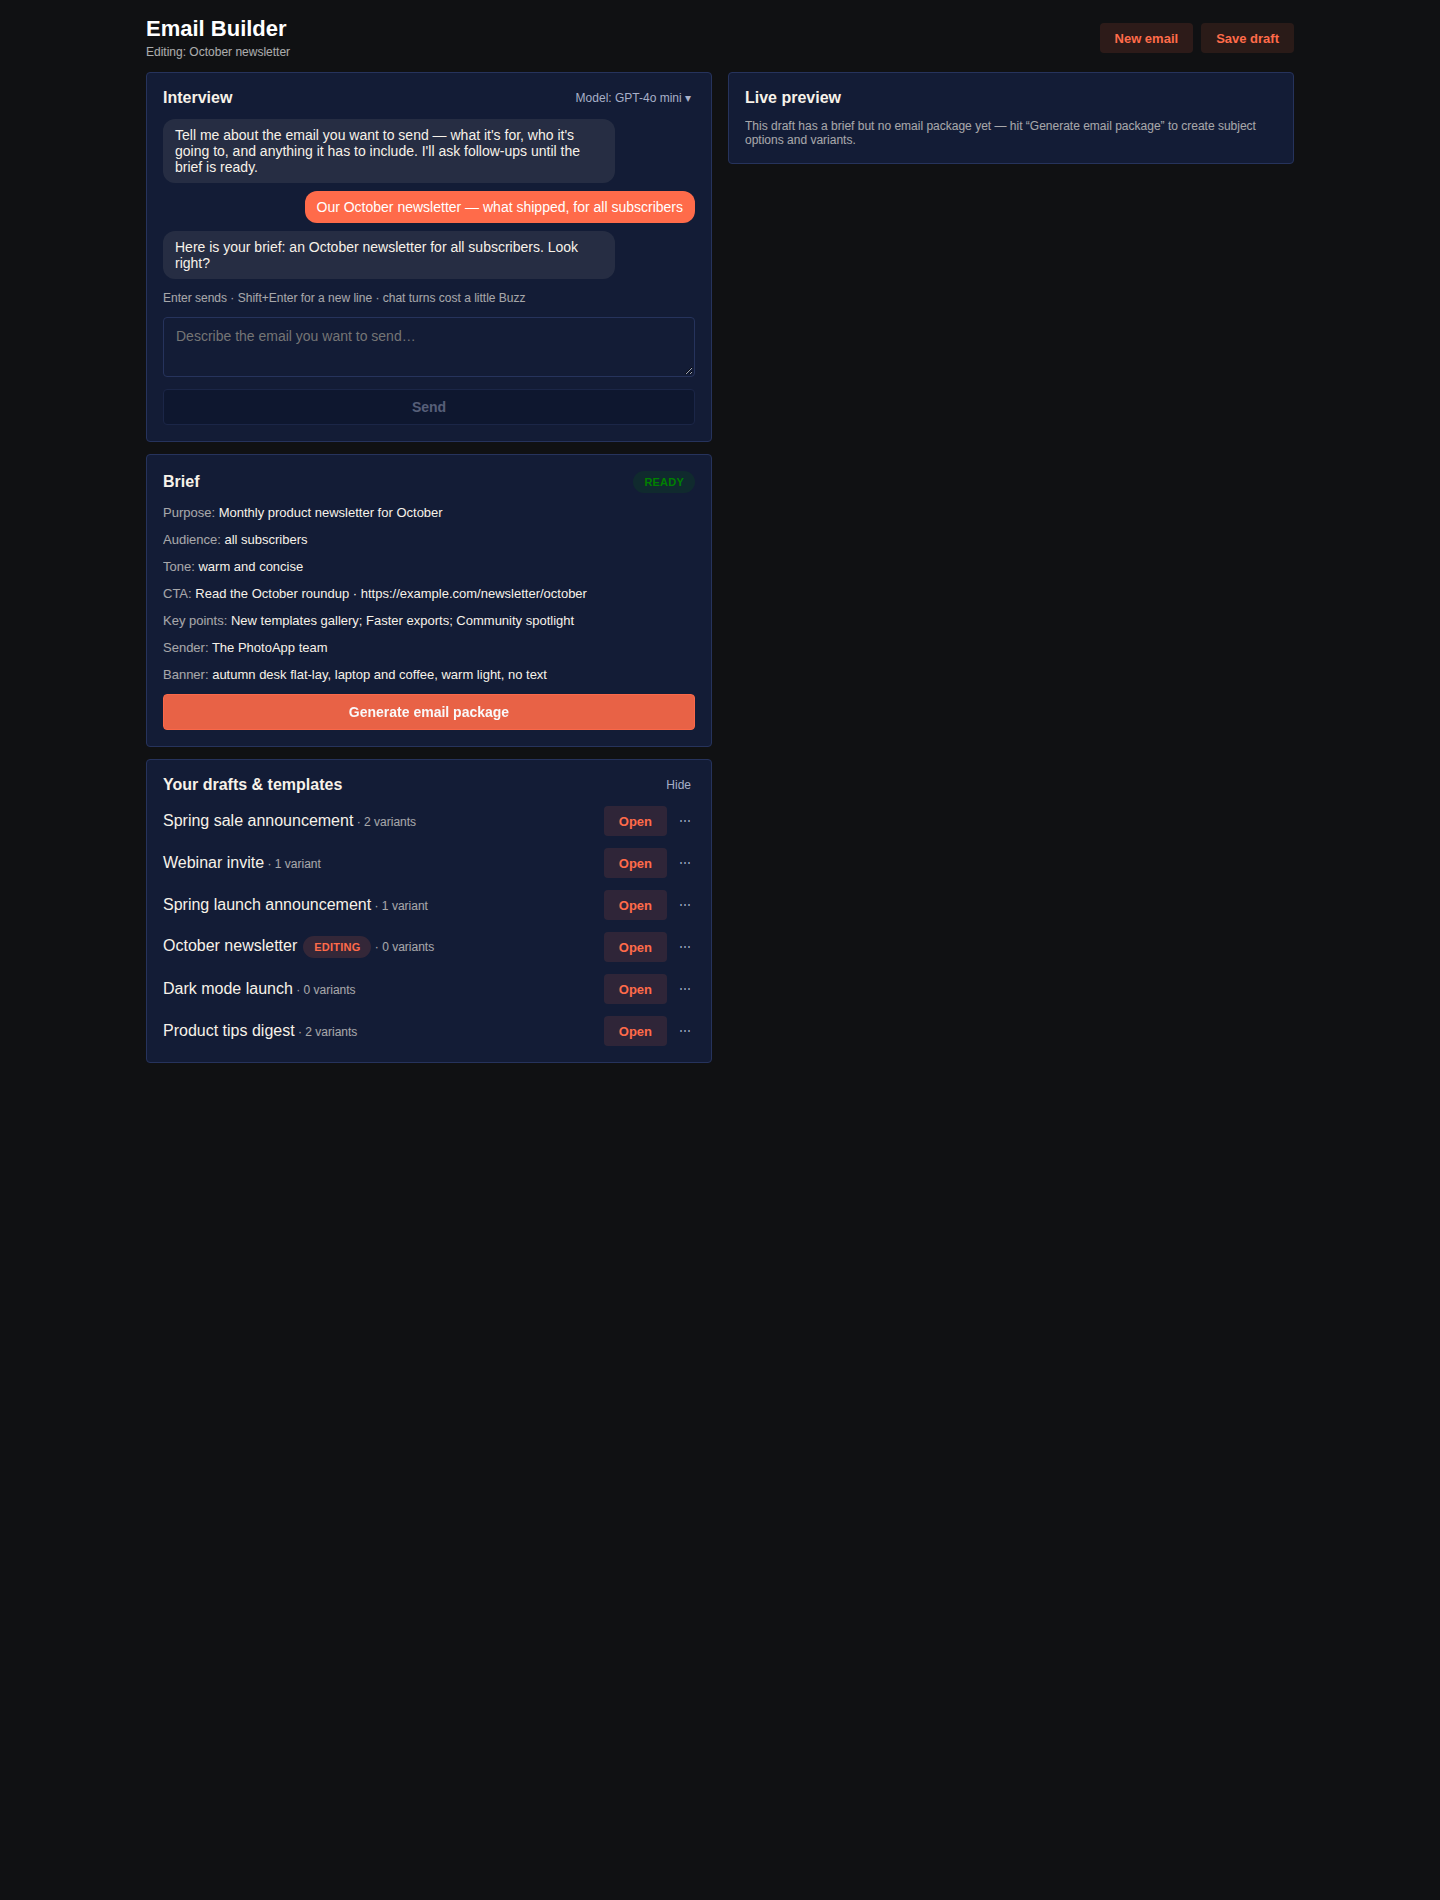 Email Builder
Editing: October newsletter
New email
Save draft
Interview
Model: GPT-4o mini ▾
Tell me about the email you want to send — what it's for, who it's
going to, and anything it has to include. I'll ask follow-ups until the
brief is ready.
Our October newsletter — what shipped, for all subscribers
Here is your brief: an October newsletter for all subscribers. Look
right?
Enter sends · Shift+Enter for a new line · chat turns cost a little Buzz
Describe the email you want to send…
Send
Brief
READY
Purpose: Monthly product newsletter for October
Audience: all subscribers
Tone: warm and concise
CTA: Read the October roundup · https://example.com/newsletter/october
Key points: New templates gallery; Faster exports; Community spotlight
Sender: The PhotoApp team
Banner: autumn desk flat-lay, laptop and coffee, warm light, no text
Generate email package
Your drafts & templates
Hide
Spring sale announcement · 2 variants
Open ···
Webinar invite · 1 variant
Open ···
Spring launch announcement · 1 variant
Open ···
October newsletter EDITING · 0 variants
Open ···
Dark mode launch · 0 variants
Open ···
Product tips digest · 2 variants
Open ···
Live preview
This draft has a brief but no email package yet — hit “Generate email package” to create subject
options and variants.